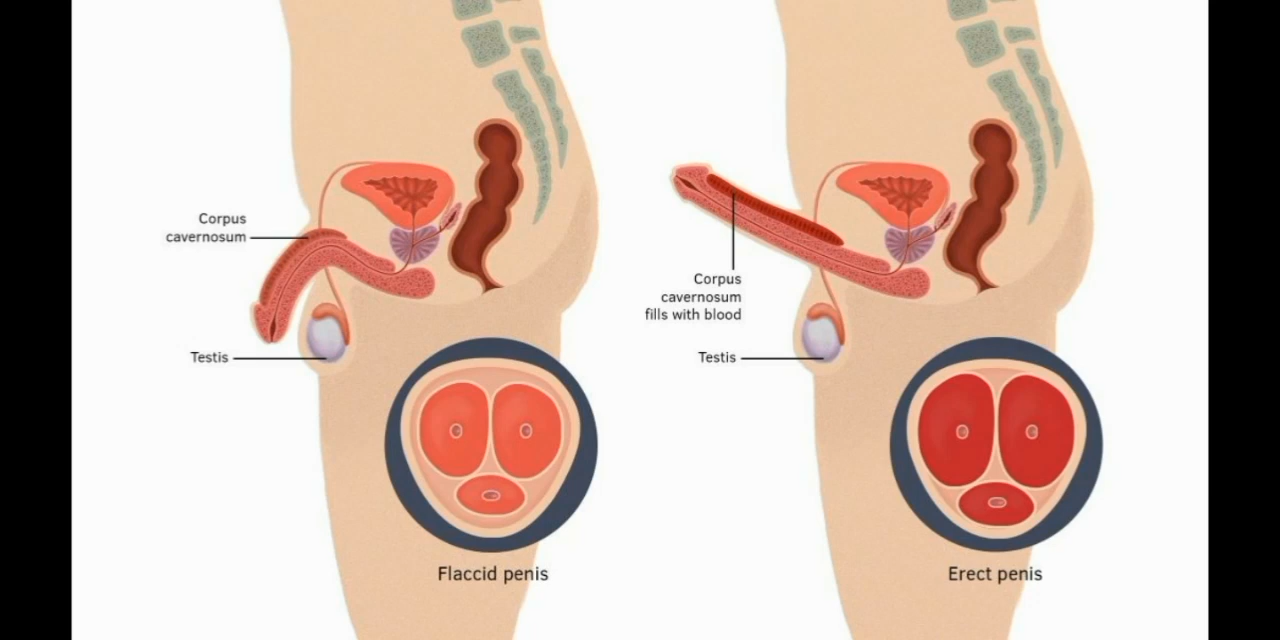 Corpus
cavernosum
Testis
Flaccid penis
Corpus
cavernosum
fills with blood
Testis
Erect penis